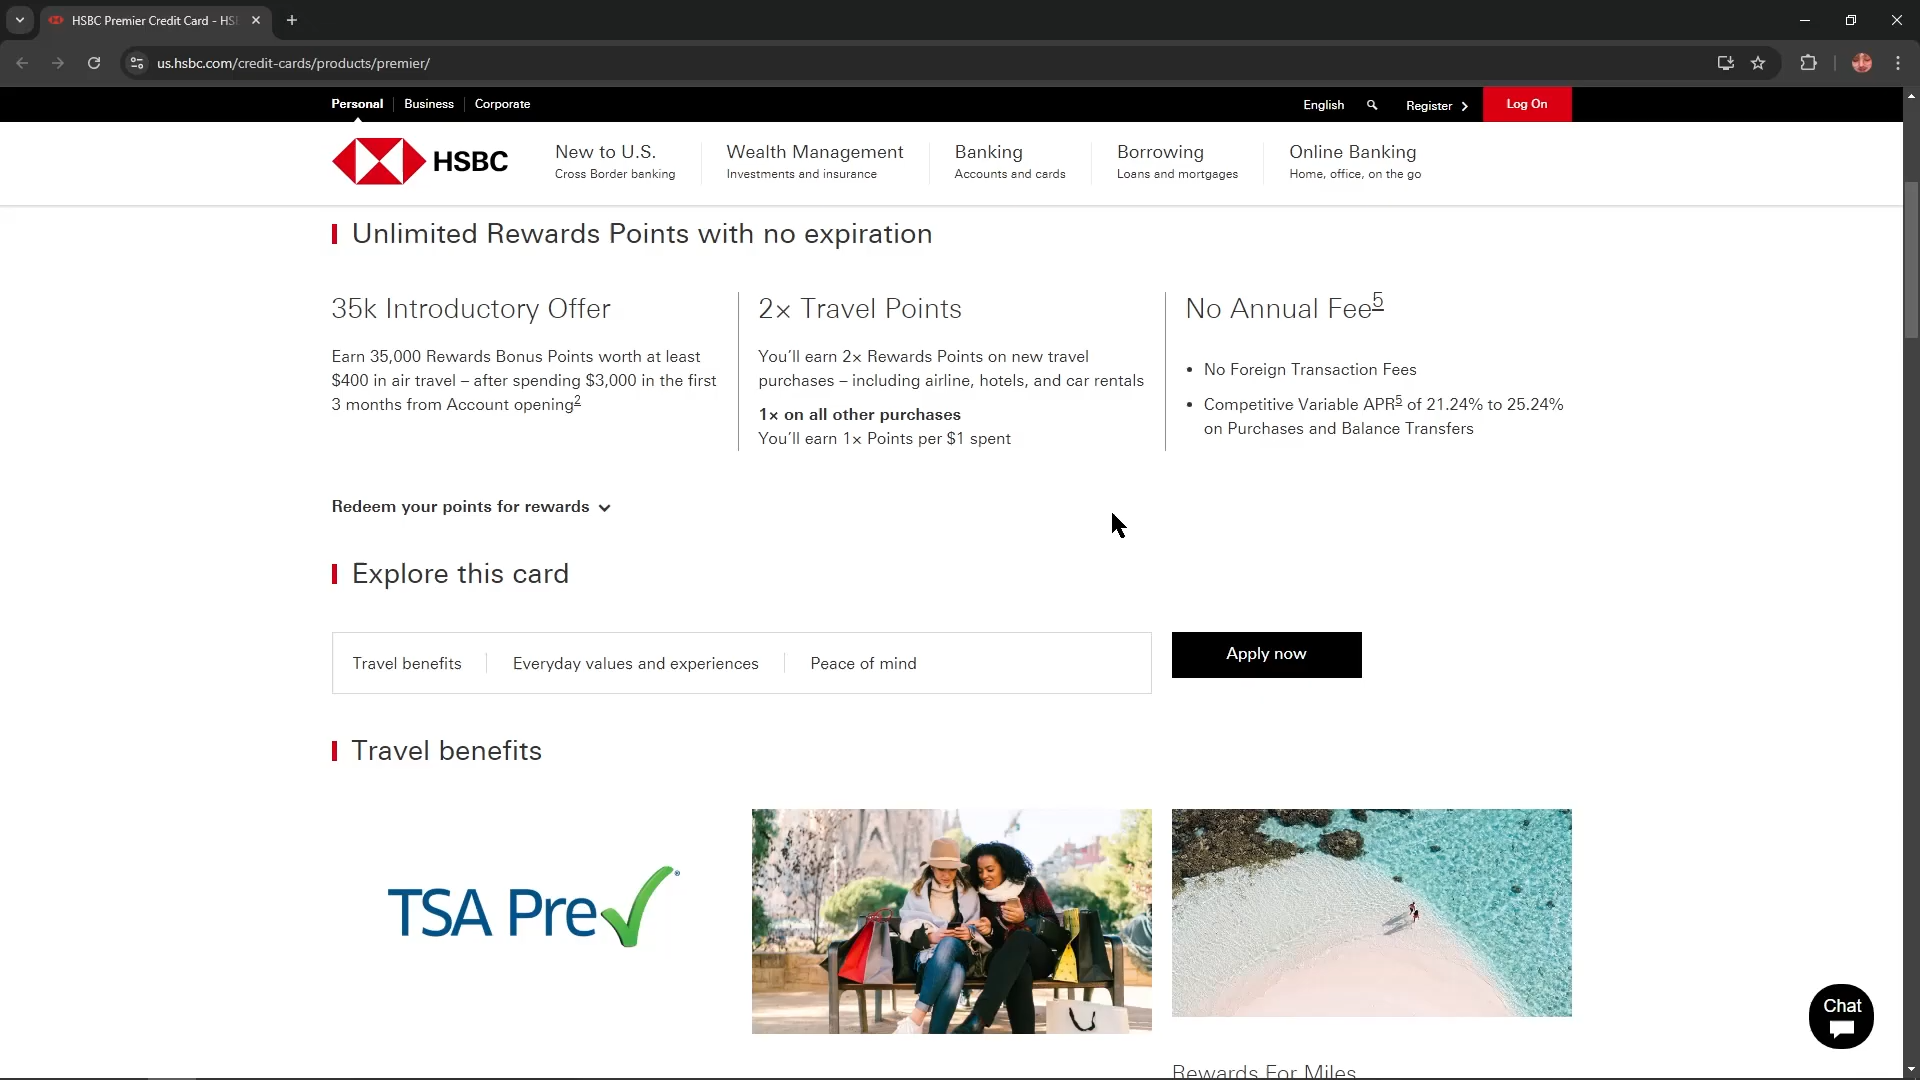 HSBC Premier Credit Card - HS
us.hsbc.com/credit-cards/products/premier/
Personal
Business
Corporate
English
Register
Log On
HSBC
New to U.S.
Cross Border banking
Wealth Management
Investments and insurance
Banking
Accounts and cards
Borrowing
Loans and mortgages
Online Banking
Home, office, on the go
Unlimited Rewards Points with no expiration
35k Introductory Offer
Earn 35,000 Rewards Bonus Points worth at least
$400 in air travel – after spending $3,000 in the first
3 months from Account opening2
2× Travel Points
You’ll earn 2× Rewards Points on new travel
purchases – including airline, hotels, and car rentals
1× on all other purchases
You’ll earn 1× Points per $1 spent
No Annual Fee5
• No Foreign Transaction Fees
• Competitive Variable APR5 of 21.24% to 25.24%
on Purchases and Balance Transfers
Redeem your points for rewards
Explore this card
Travel benefits
Everyday values and experiences
Peace of mind
Apply now
Travel benefits
TSA Pre®
Rewards For Miles
Chat